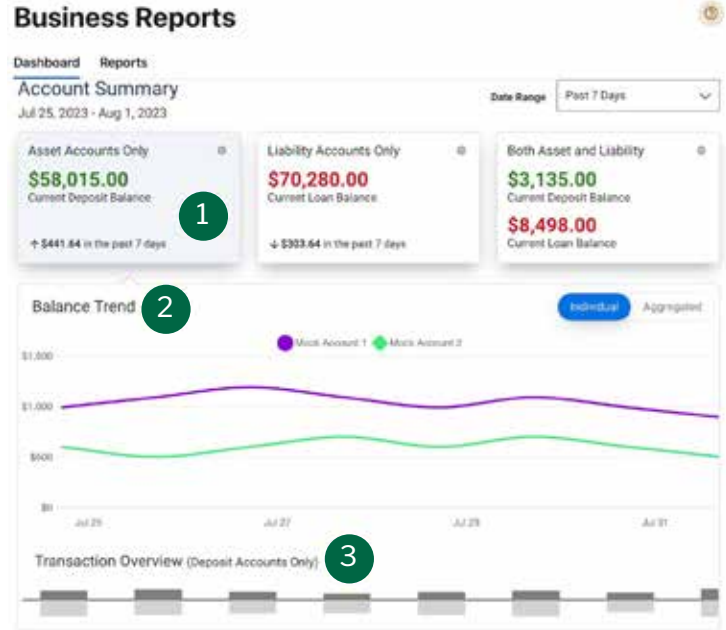 Business Reports
Dashboard Reports
Account Summary
Jul 25, 2023 - Aug 1, 2023
Date Range Past 7 Days
Asset Accounts Only
$58,015.00
Current Deposit Balance
1
↑ $441.64 in the past 7 days
Liability Accounts Only
$70,280.00
Current Loan Balance
↓ $303.64 in the past 7 days
Both Asset and Liability
$3,135.00
Current Deposit Balance
$8,498.00
Current Loan Balance
Balance Trend 2
Individual Aggregated
Mock Account 1 Mock Account 2
$1,500
$1,000
$500
$0
Jul 25 Jul 27 Jul 29 Jul 31
Transaction Overview (Deposit Accounts Only) 3